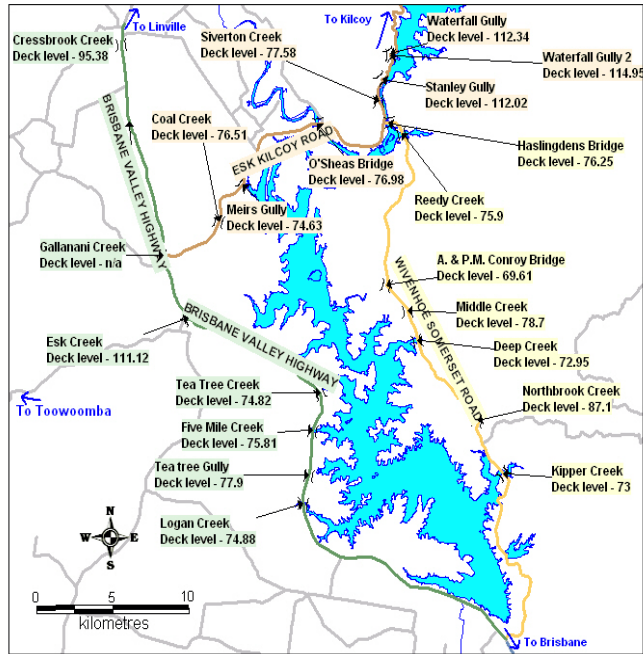 To Linville
To Kilcoy
Cressbrook Creek
Deck level - 95.38
Siverton Creek
Deck level - 77.58
Waterfall Gully
Deck level - 112.34
Waterfall Gully 2
Deck level - 114.95
Stanley Gully
Deck level - 112.02
Coal Creek
Deck level - 76.51
BRISBANE VALLEY HIGHWAY
ESK KILCOY ROAD
Haslingdens Bridge
Deck level - 76.25
O'Sheas Bridge
Deck level - 76.98
Reedy Creek
Deck level - 75.9
Meirs Gully
Deck level - 74.63
Gallanani Creek
Deck level - n/a
A. & P.M. Conroy Bridge
Deck level - 69.61
WIVENHOE SOMERSET ROAD
Middle Creek
Deck level - 78.7
BRISBANE VALLEY HIGHWAY
Esk Creek
Deck level - 111.12
Deep Creek
Deck level - 72.95
Tea Tree Creek
Deck level - 74.82
To Toowoomba
Northbrook Creek
Deck level - 87.1
Five Mile Creek
Deck level - 75.81
Tea tree Gully
Deck level - 77.9
Kipper Creek
Deck level - 73
Logan Creek
Deck level - 74.88
N
W E
S
0 5 10
kilometres
To Brisbane